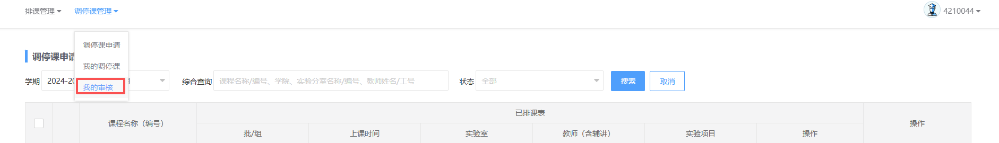 排课管理 调停课管理 4210044
调停课申请
我的调停课
我的审核
调停课申请
学期 2024-20 综合查询 课程名称/编号、学院、实验分室名称/编号、教师姓名/工号 状态 全部 搜索 取消
课程名称（编号） 已排课表 操作
批/组 上课时间 实验室 教师（含辅讲） 实验项目 操作